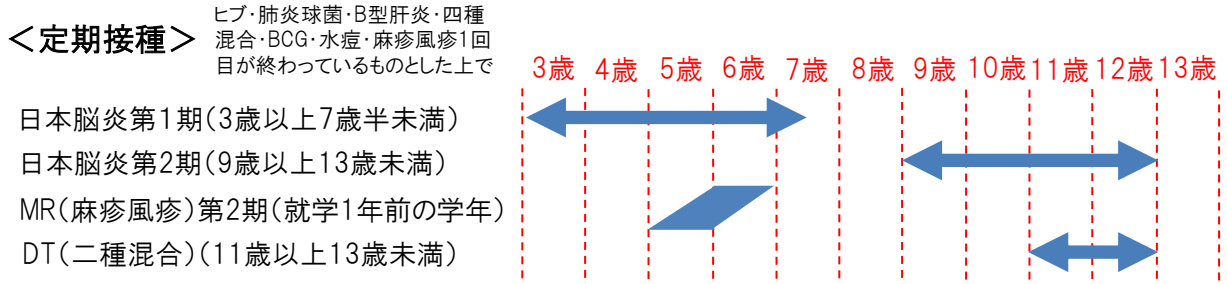 ＜定期接種＞
ヒブ・肺炎球菌・B型肝炎・四種
混合・BCG・水痘・麻疹風疹1回
目が終わっているものとした上で
3歳 4歳 5歳 6歳 7歳 8歳 9歳 10歳 11歳 12歳 13歳
日本脳炎第1期(3歳以上7歳半未満)
日本脳炎第2期(9歳以上13歳未満)
MR(麻疹風疹)第2期(就学1年前の学年)
DT(二種混合)(11歳以上13歳未満)